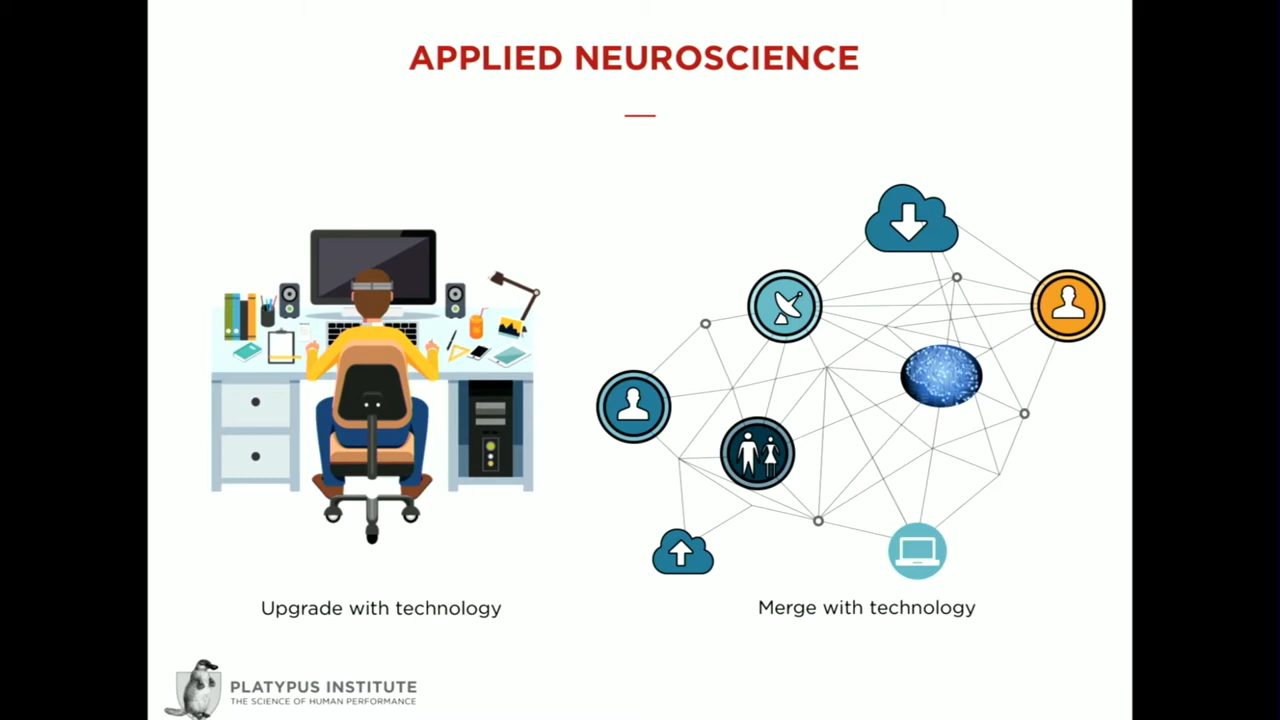 APPLIED NEUROSCIENCE
Upgrade with technology
Merge with technology
PLATYPUS INSTITUTE
THE SCIENCE OF HUMAN PERFORMANCE